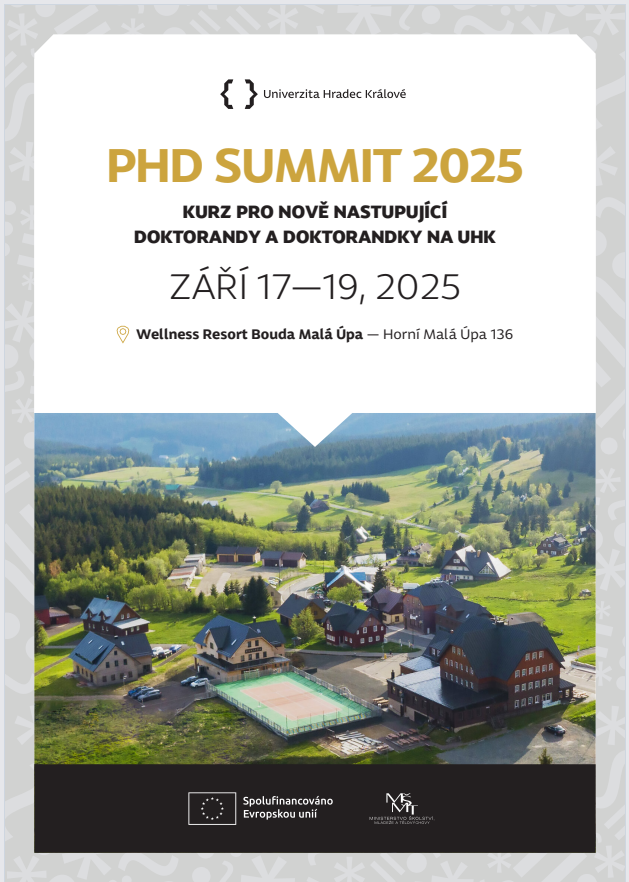 Univerzita Hradec Králové
PHD SUMMIT 2025
KURZ PRO NOVĚ NASTUPUJÍCÍ
DOKTORANDY A DOKTORANDKY NA UHK
ZÁŘÍ 17—19, 2025
Wellness Resort Bouda Malá Úpa — Horní Malá Úpa 136
Spolufinancováno
Evropskou unií
MŠMT
MINISTERSTVO ŠKOLSTVÍ,
MLÁDEŽE A TĚLOVÝCHOVY